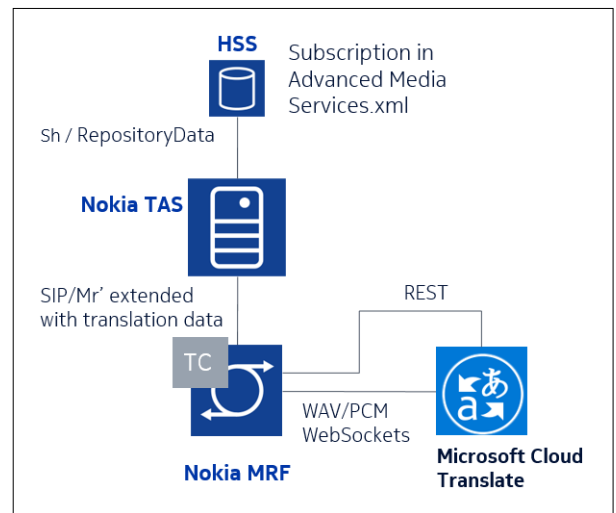 HSS
Subscription in
Advanced Media
Services.xml
Sh / RepositoryData
Nokia TAS
SIP/Mr’ extended
with translation data
REST
TC
あ
a
WAV/PCM
WebSockets
Nokia MRF
Microsoft Cloud
Translate